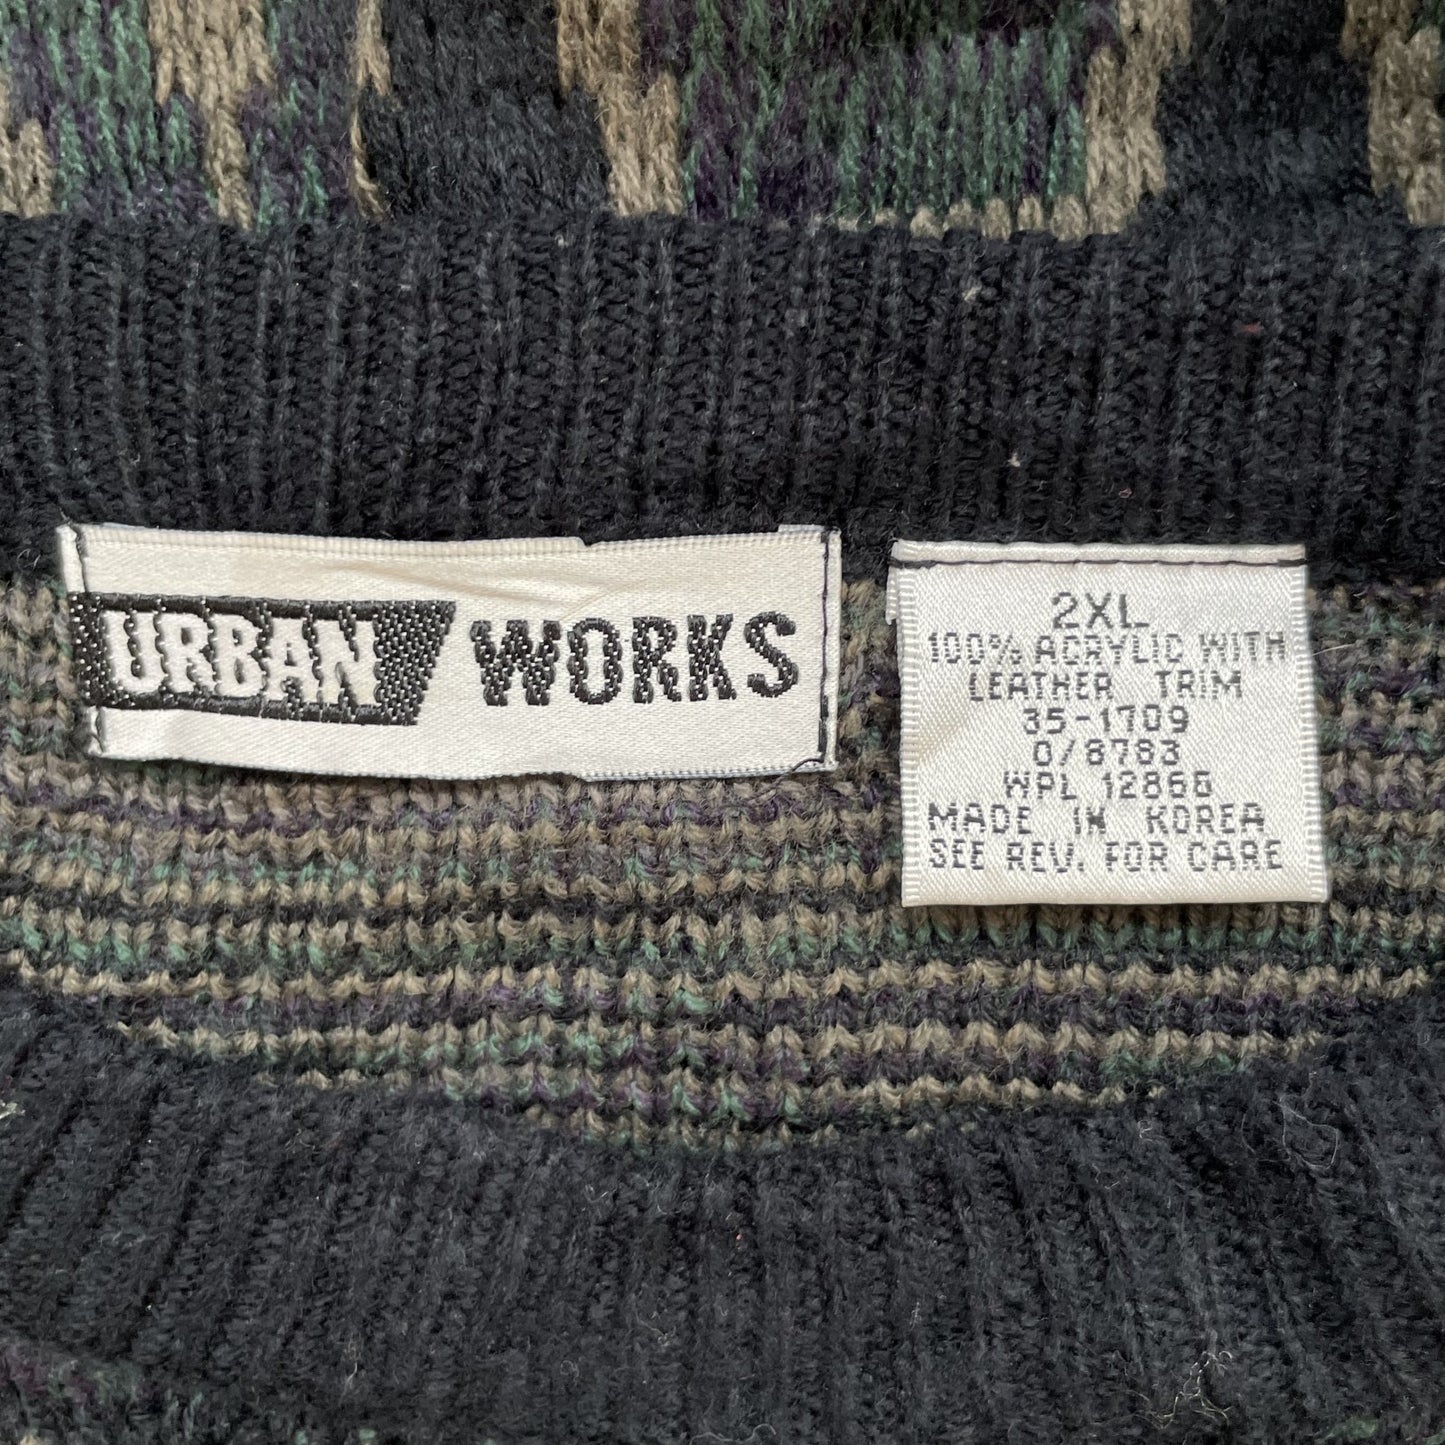 URBAN WORKS
2XL
100% ACRYLIC WITH
LEATHER TRIM
35-1709
0/8783
WPL 12868
MADE IN KOREA
SEE REV. FOR CARE